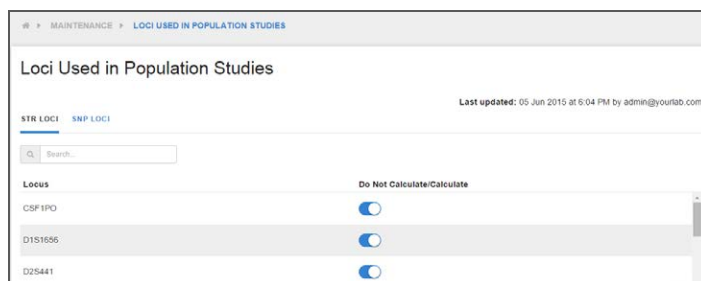 MAINTENANCE LOCI USED IN POPULATION STUDIES
Loci Used in Population Studies
Last updated: 05 Jun 2015 at 6:04 PM by admin@yourlab.com
STR LOCI SNP LOCI
Search...
Locus Do Not Calculate/Calculate
CSF1PO
D1S1656
D2S441